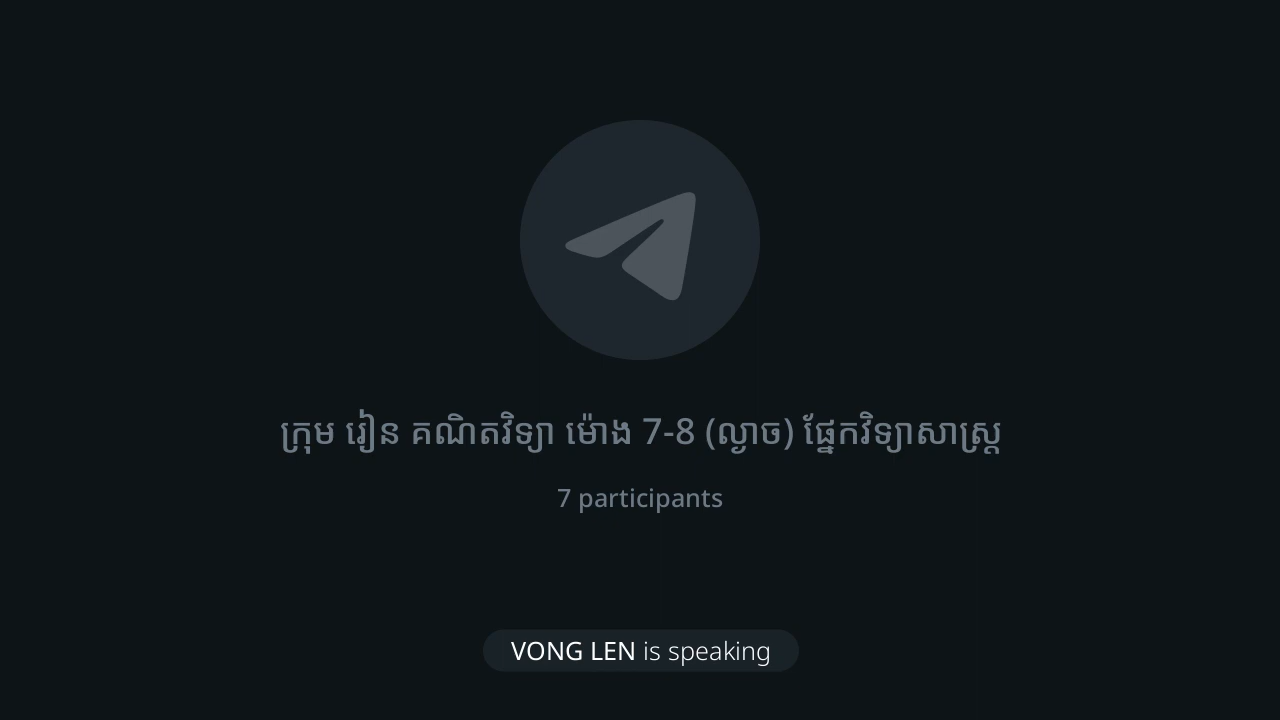 ក្រុម រៀន គណិតវិទ្យា ម៉ោង 7-8 (ល្ងាច) ផ្នែកវិទ្យាសាស្ត្រ
7 participants
VONG LEN is speaking